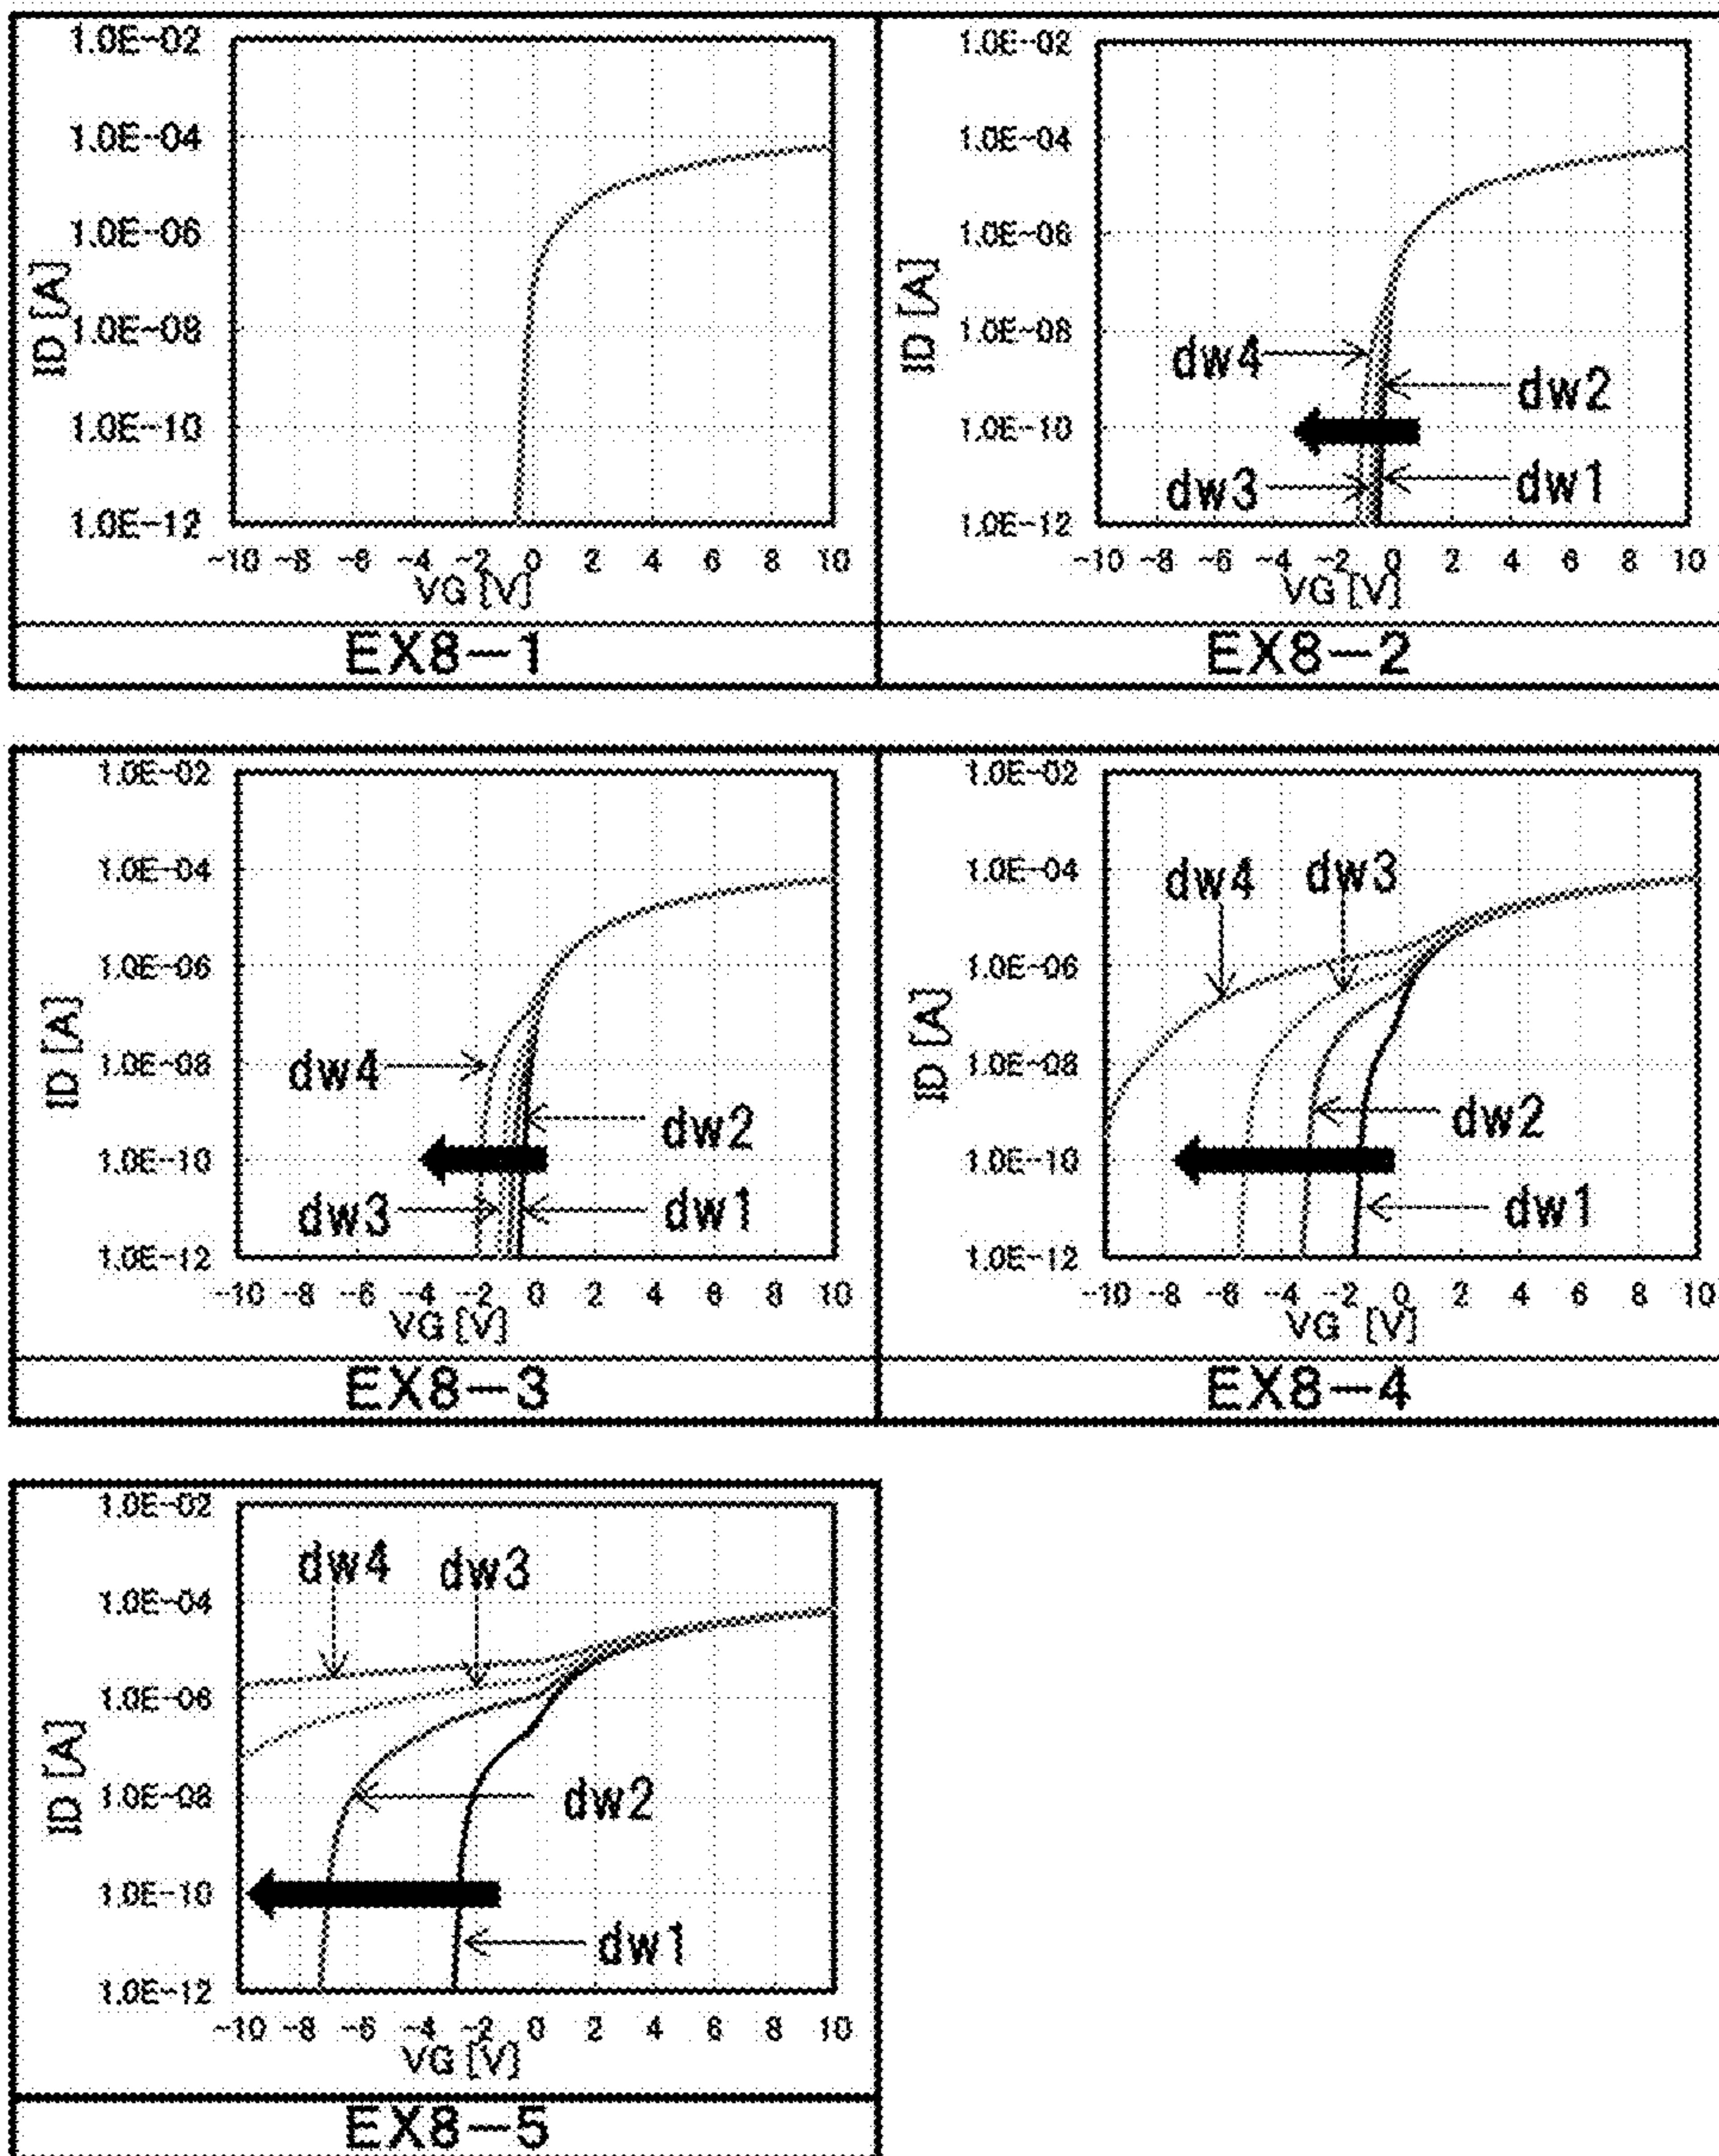 1.0E-02
1.0E-04
1.0E-06
1.0E-08
1.0E-10
1.0E-12
ID [A]
-10 -8 -6 -4 -2 0 2 4 6 8 10
VG [V]
EX8-1
1.0E-02
1.0E-04
1.0E-06
1.0E-08
1.0E-10
1.0E-12
ID [A]
dw4
dw2
dw3
dw1
-10 -8 -6 -4 -2 0 2 4 6 8 10
VG [V]
EX8-2
1.0E-02
1.0E-04
1.0E-06
1.0E-08
1.0E-10
1.0E-12
ID [A]
dw4
dw2
dw3
dw1
-10 -8 -6 -4 -2 0 2 4 6 8 10
VG [V]
EX8-3
1.0E-02
1.0E-04
1.0E-06
1.0E-08
1.0E-10
1.0E-12
ID [A]
dw4 dw3
dw2
dw1
-10 -8 -6 -4 -2 0 2 4 6 8 10
VG [V]
EX8-4
1.0E-02
1.0E-04
1.0E-06
1.0E-08
1.0E-10
1.0E-12
ID [A]
dw4 dw3
dw2
dw1
-10 -8 -6 -4 -2 0 2 4 6 8 10
VG [V]
EX8-5